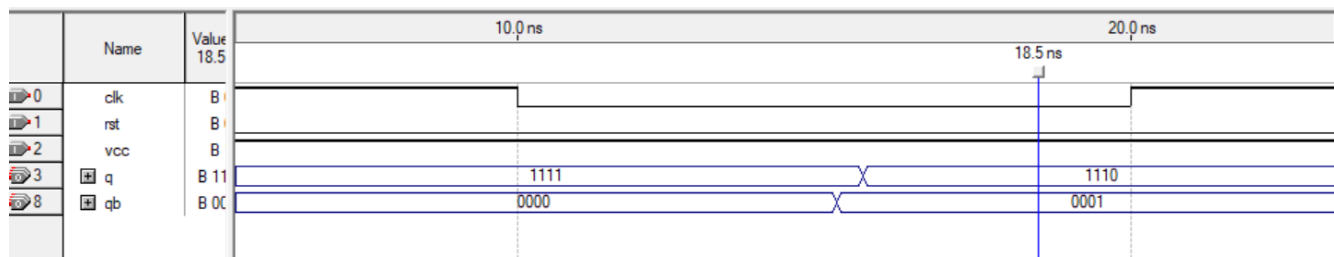 10.0 ns 20.0 ns
Name Value 18.5 ns
18.5
0 clk B
1 rst B
2 vcc B
3 q B 11 1111 1110
8 qb B 00 0000 0001